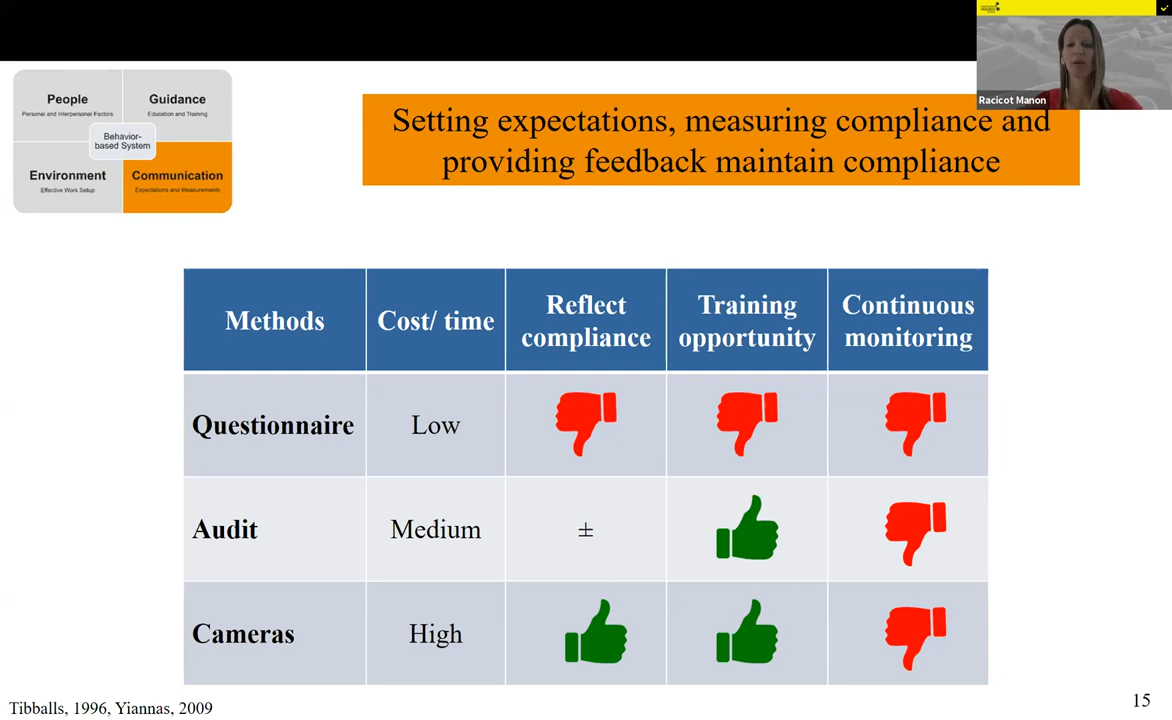 Racicot Manon
People
Personal and Interpersonal Factors
Guidance
Education and Training
Behavior-
based System
Environment
Effective Work Setup
Communication
Expectations and Measurements
Setting expectations, measuring compliance and
providing feedback maintain compliance
Methods
Cost/ time
Reflect
compliance
Training
opportunity
Continuous
monitoring
Questionnaire
Low
Audit
Medium
±
Cameras
High
Tibballs, 1996, Yiannas, 2009
15